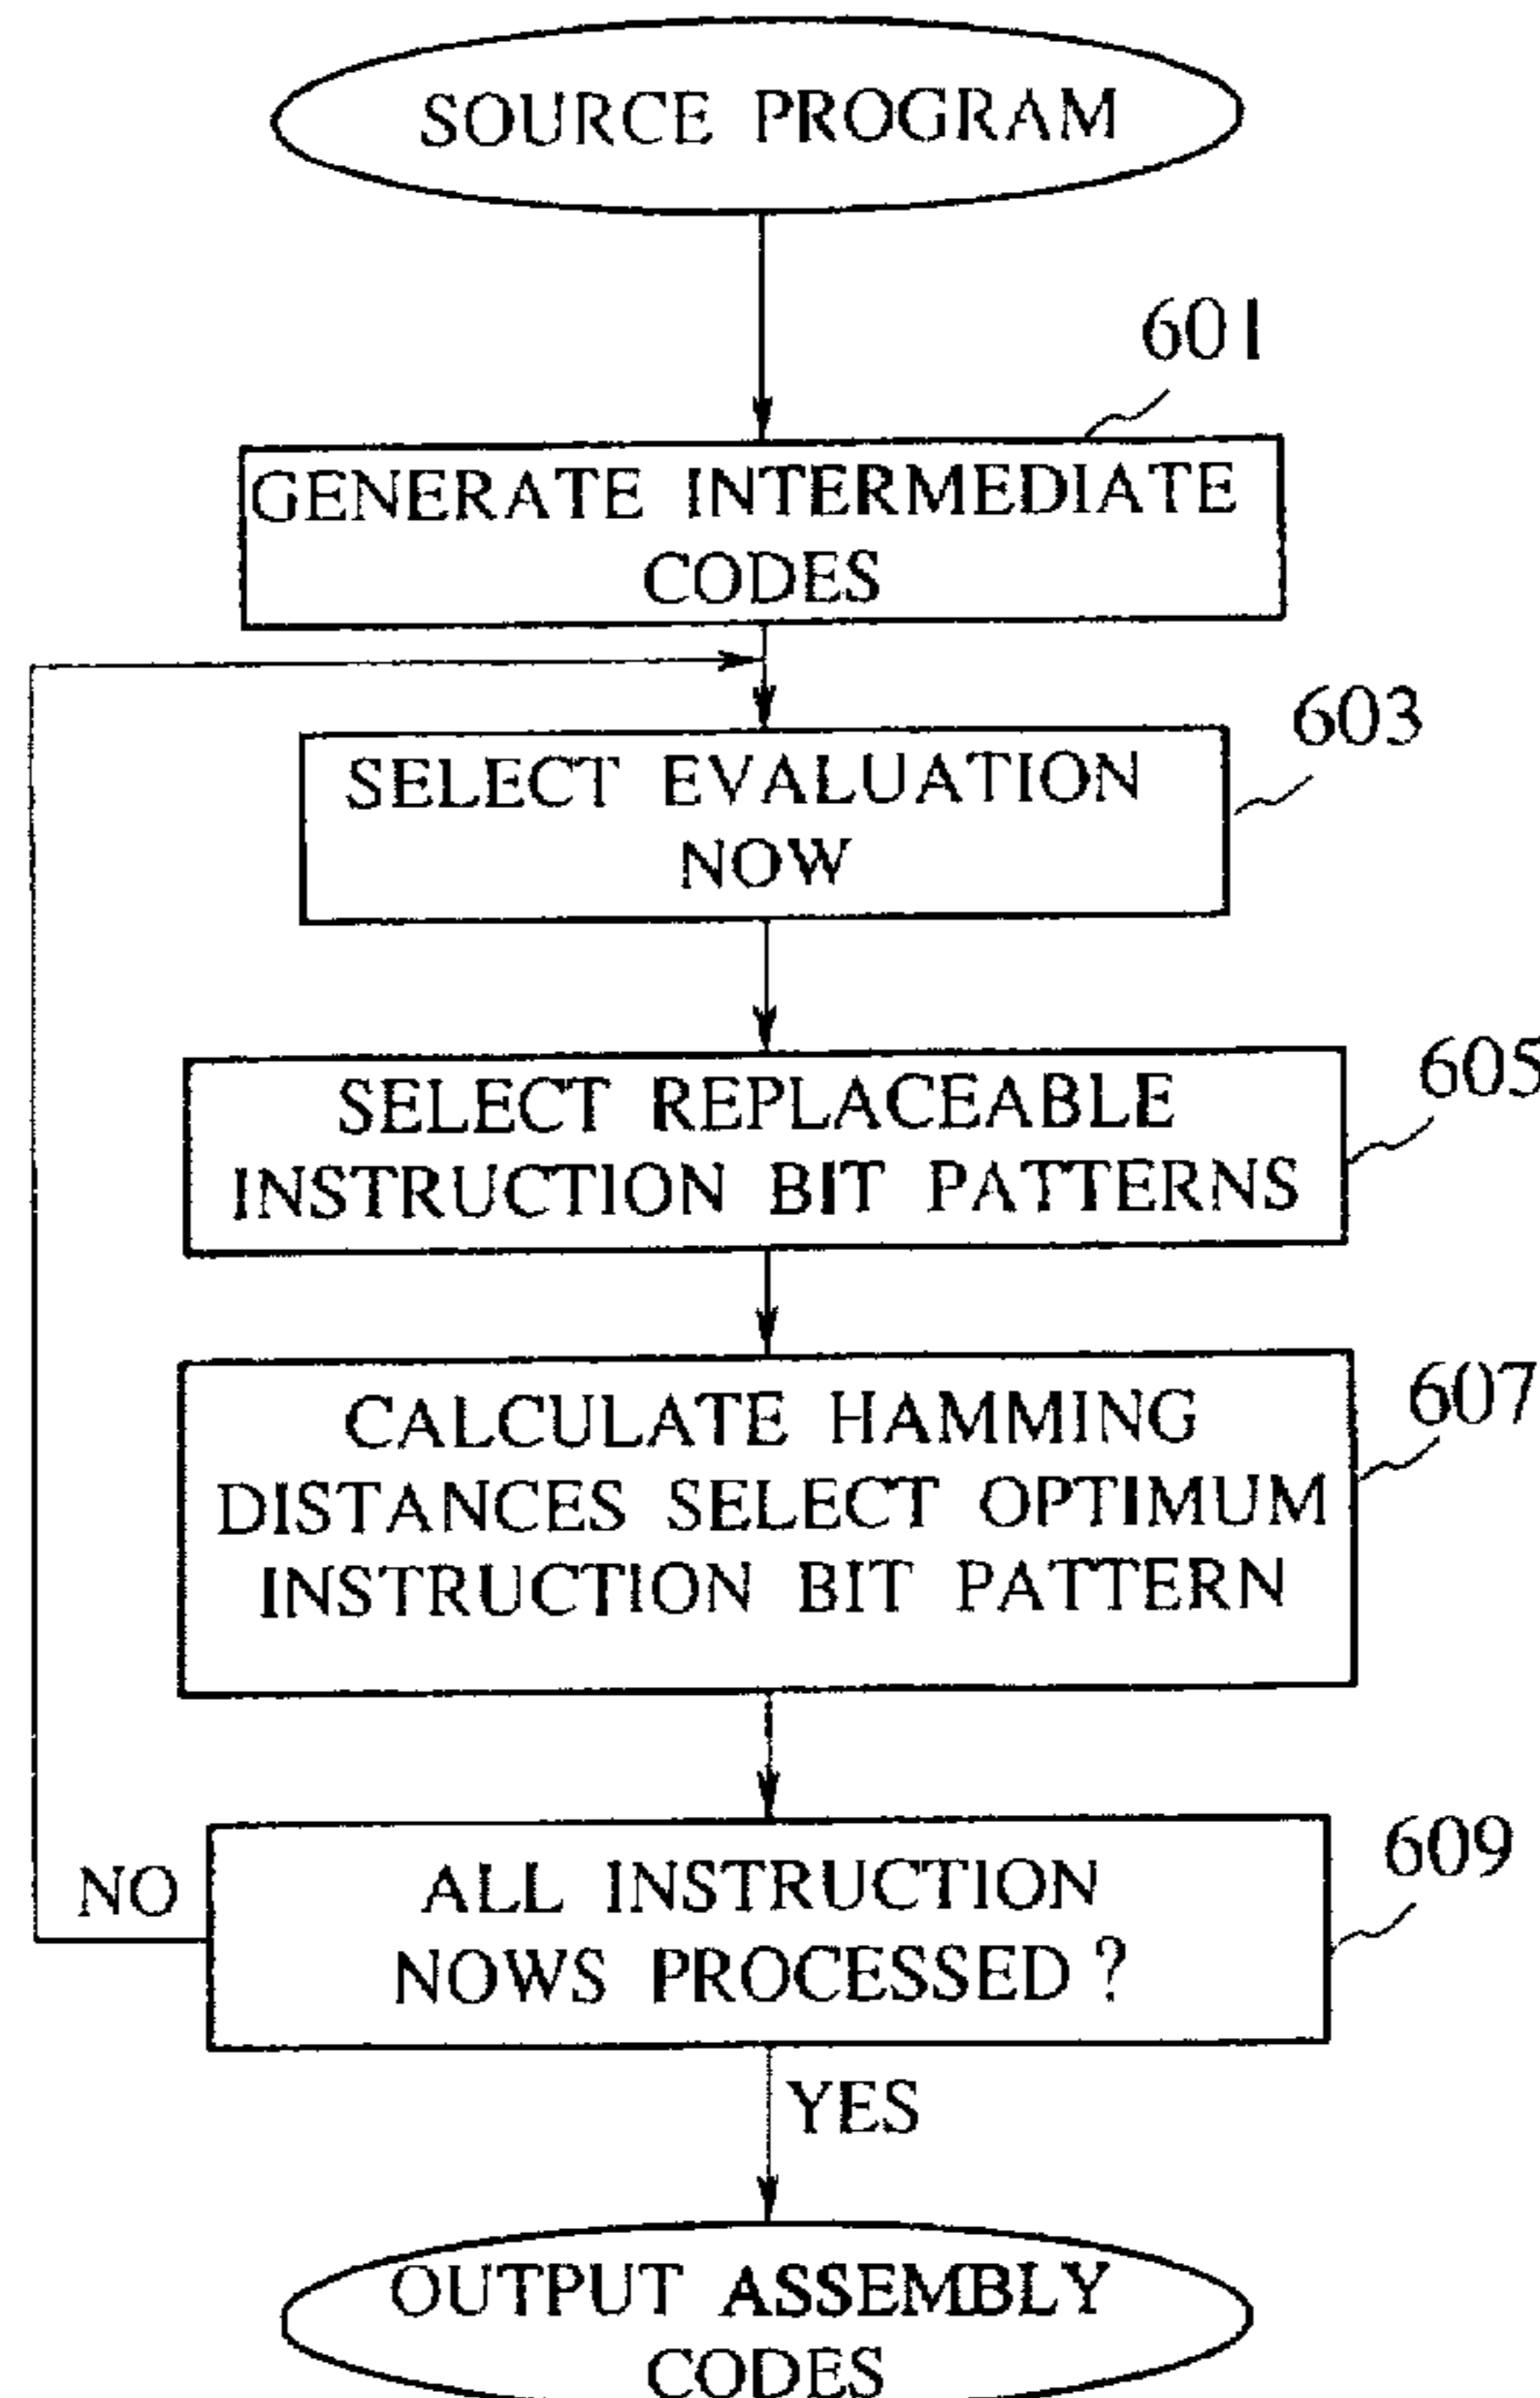 SOURCE PROGRAM
601
GENERATE INTERMEDIATE
CODES
603
SELECT EVALUATION
NOW
605
SELECT REPLACEABLE
INSTRUCTION BIT PATTERNS
607
CALCULATE HAMMING
DISTANCES SELECT OPTIMUM
INSTRUCTION BIT PATTERN
609
NO
ALL INSTRUCTION
NOWS PROCESSED ?
YES
OUTPUT ASSEMBLY
CODES